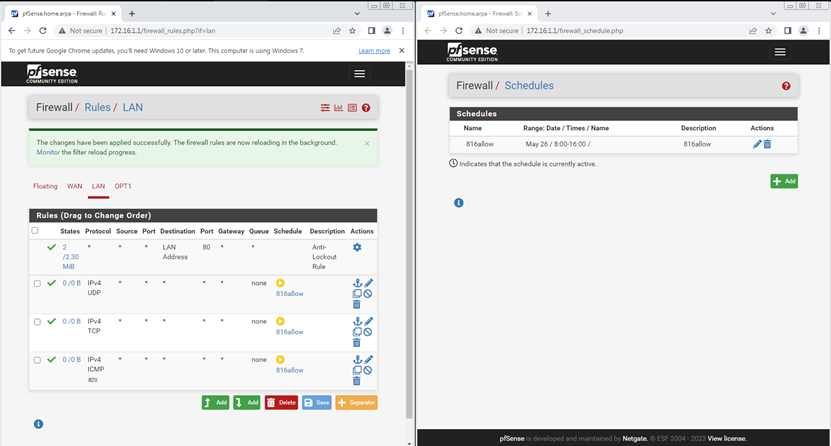 pfSense.home.arpa - Firewall: Ru
pfSense.home.arpa - Firewall: Sc
Not secure
172.16.1.1/firewall_rules.php?if=lan
Not secure
172.16.1.1/firewall_schedule.php
To get future Google Chrome updates, you'll need Windows 10 or later. This computer is using Windows 7.
Learn more
pfsense
COMMUNITY EDITION
Firewall / Rules / LAN
The changes have been applied successfully. The firewall rules are now reloading in the background.
Monitor the filter reload progress.
Floating WAN LAN OPT1
Rules (Drag to Change Order)
States Protocol Source Port Destination Port Gateway Queue Schedule Description Actions
2 * * * LAN 80 * * Anti-
/2.30 Address Lockout
MiB Rule
0 /0 B IPv4 * * * * * none
UDP 816allow
0 /0 B IPv4 * * * * * none
TCP 816allow
0 /0 B IPv4 * * * * * none
ICMP 816allow
any
Add Add Delete Save Separator
pfsense
COMMUNITY EDITION
Firewall / Schedules
Schedules
Name Range: Date / Times / Name Description Actions
816allow May 26 / 8:00-16:00 / 816allow
Indicates that the schedule is currently active.
Add
pfSense is developed and maintained by Netgate. © ESF 2004 - 2023 View license.